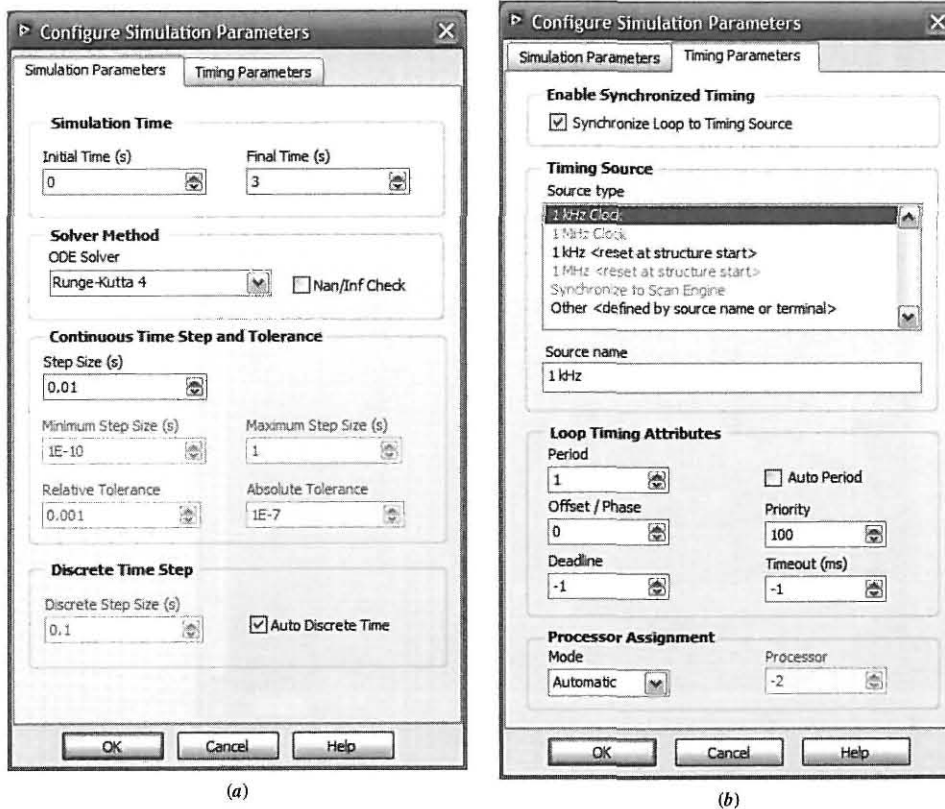 Configure Simulation Parameters
Simulation Parameters Timing Parameters
Simulation Time
Initial Time (s) Final Time (s)
0 3
Solver Method
ODE Solver
Runge-Kutta 4 Nan/Inf Check
Continuous Time Step and Tolerance
Step Size (s)
0.01
Minimum Step Size (s) Maximum Step Size (s)
1E-10 1
Relative Tolerance Absolute Tolerance
0.001 1E-7
Discrete Time Step
Discrete Step Size (s)
0.1 Auto Discrete Time
OK Cancel Help
(a)
Configure Simulation Parameters
Simulation Parameters Timing Parameters
Enable Synchronized Timing
Synchronize Loop to Timing Source
Timing Source
Source type
1 kHz Clock
1 MHz Clock
1 kHz <reset at structure start>
1 MHz <reset at structure start>
Synchronize to Scan Engine
Other <defined by source name or terminal>
Source name
1 kHz
Loop Timing Attributes
Period
1 Auto Period
Offset / Phase Priority
0 100
Deadline Timeout (ms)
-1 -1
Processor Assignment
Mode Processor
Automatic -2
OK Cancel Help
(b)